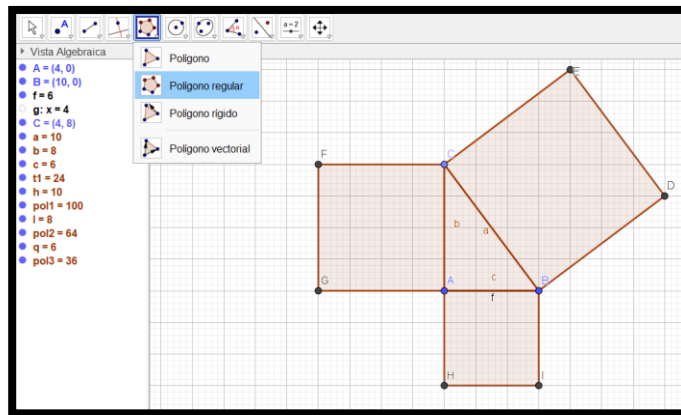 A
a = 2
Vista Algebraica
A = (4, 0)
B = (10, 0)
f = 6
g: x = 4
C = (4, 8)
a = 10
b = 8
c = 6
t1 = 24
h = 10
pol1 = 100
l = 8
pol2 = 64
q = 6
pol3 = 36
Polígono
Polígono regular
Polígono rígido
Polígono vectorial
E
F
C
D
b
a
c
G
A
B
f
H
I